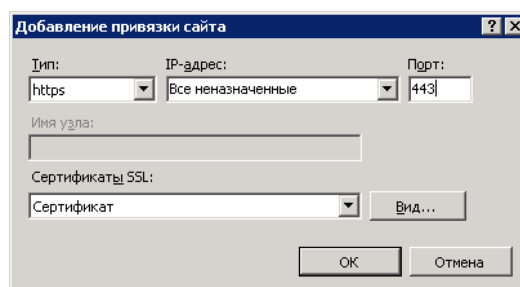 Добавление привязки сайта
Тип: IP-адрес: Порт:
https Все неназначенные 443
Имя узла:
Сертификаты SSL:
Сертификат Вид...
ОК Отмена